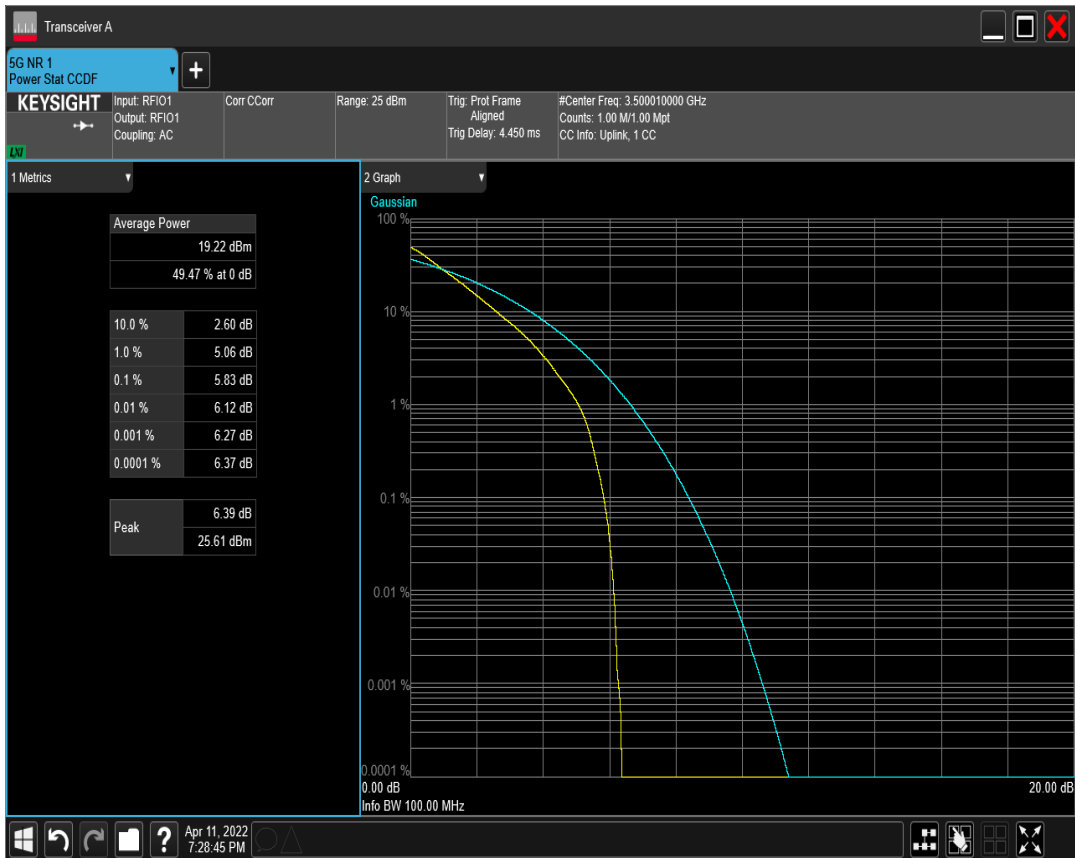 Transceiver A
5G NR 1
Power Stat CCDF
+
KEYSIGHT
LXI
Input: RFIO1
Output: RFIO1
Coupling: AC
Corr CCorr
Range: 25 dBm
Trig: Prot Frame
Aligned
Trig Delay: 4.450 ms
#Center Freq: 3.500010000 GHz
Counts: 1.00 M/1.00 Mpt
CC Info: Uplink, 1 CC
1 Metrics
Average Power
19.22 dBm
49.47 % at 0 dB
10.0 % 2.60 dB
1.0 % 5.06 dB
0.1 % 5.83 dB
0.01 % 6.12 dB
0.001 % 6.27 dB
0.0001 % 6.37 dB
Peak
6.39 dB
25.61 dBm
2 Graph
Gaussian
100 %
10 %
1 %
0.1 %
0.01 %
0.001 %
0.0001 %
0.00 dB 20.00 dB
Info BW 100.00 MHz
?
Apr 11, 2022
7:28:45 PM